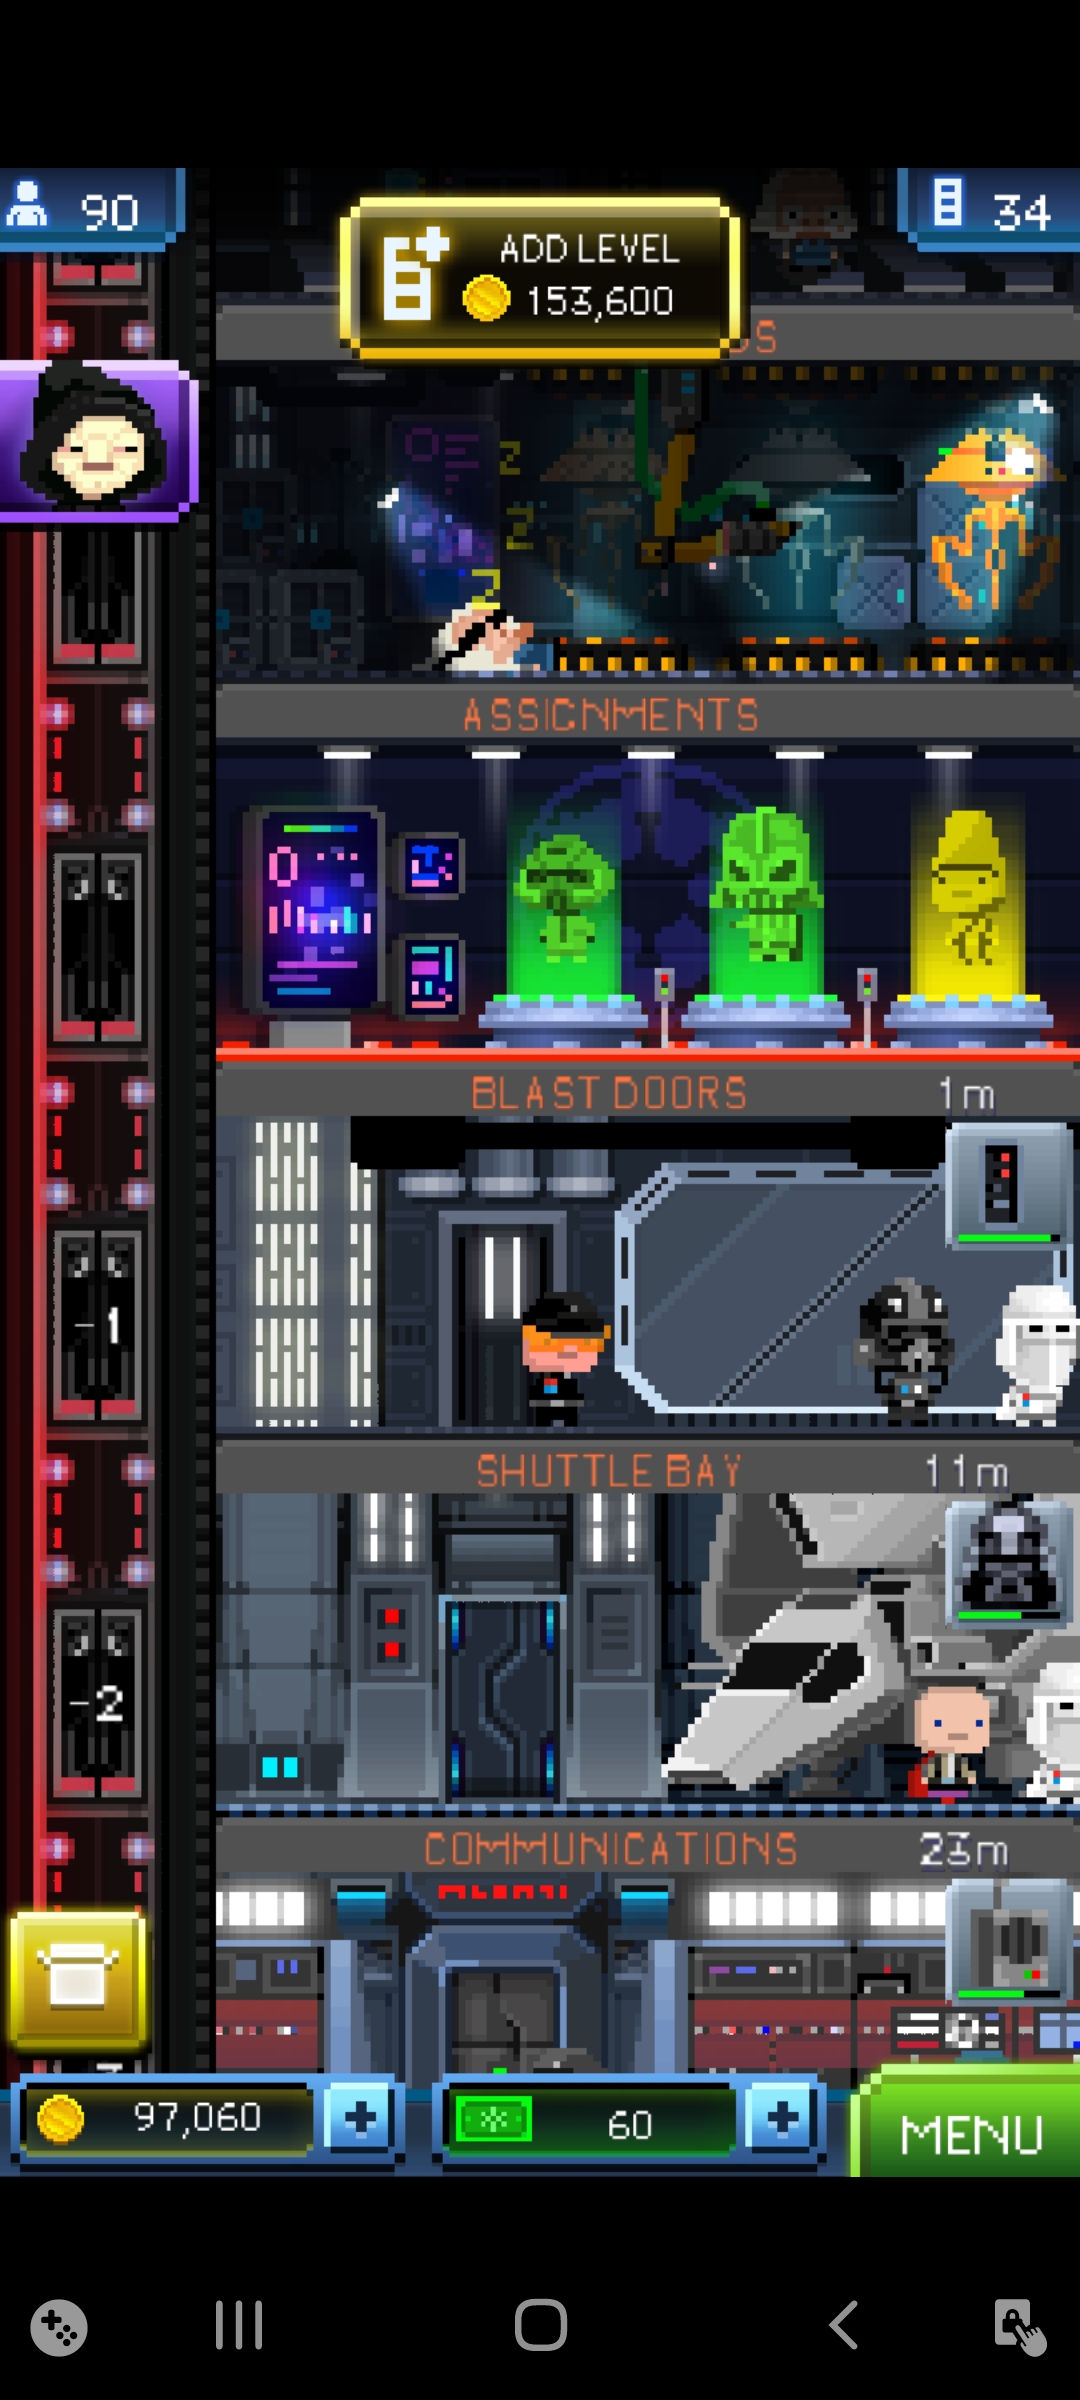 90
34
ADD LEVEL
153,600
Z
Z
Z
ASSIGNMENTS
BLAST DOORS 1m
-1
SHUTTLE BAY 11m
-2
COMMUNICATIONS 23m
97,060
60
MENU